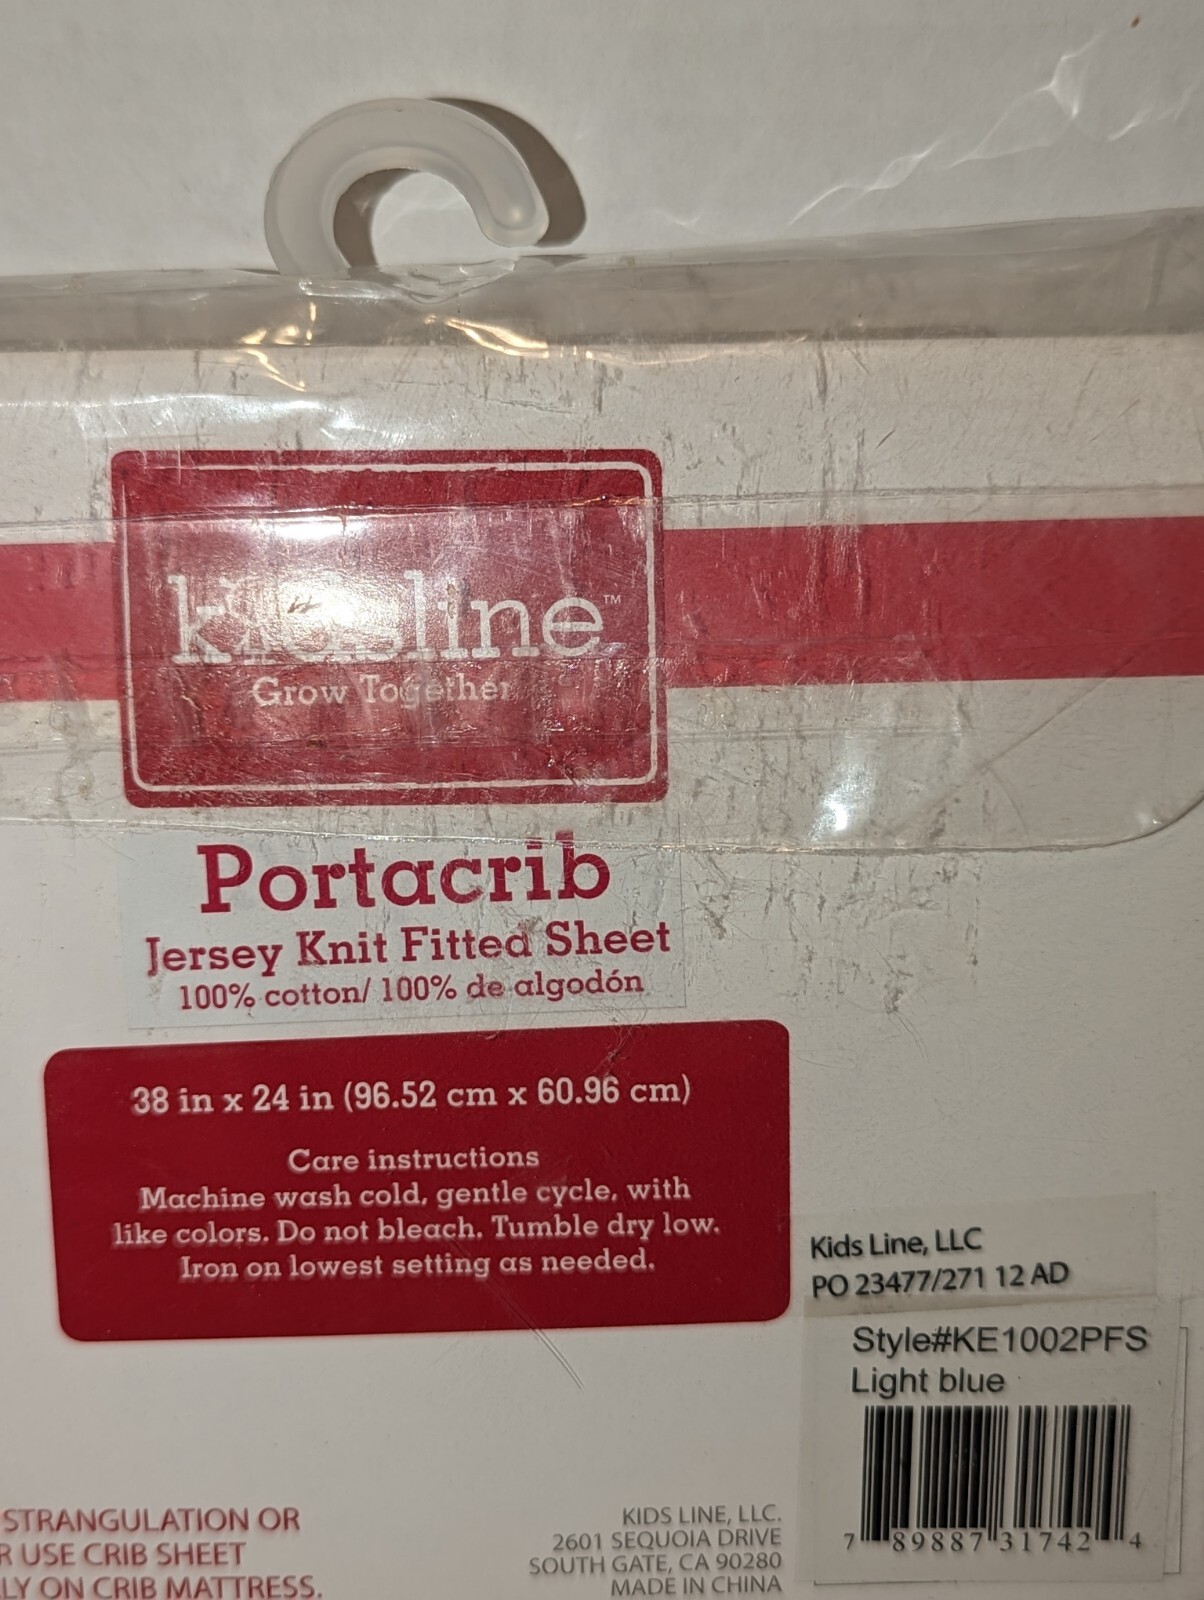 kidsline™
Grow Together
Portacrib
Jersey Knit Fitted Sheet
100% cotton/ 100% de algodón
38 in x 24 in (96.52 cm x 60.96 cm)
Care instructions
Machine wash cold, gentle cycle, with
like colors. Do not bleach. Tumble dry low.
Iron on lowest setting as needed.
Kids Line, LLC
PO 23477/271 12 AD
Style#KE1002PFS
Light blue
7 89887 31742 4
STRANGULATION OR
R USE CRIB SHEET
LY ON CRIB MATTRESS.
KIDS LINE, LLC.
2601 SEQUOIA DRIVE
SOUTH GATE, CA 90280
MADE IN CHINA